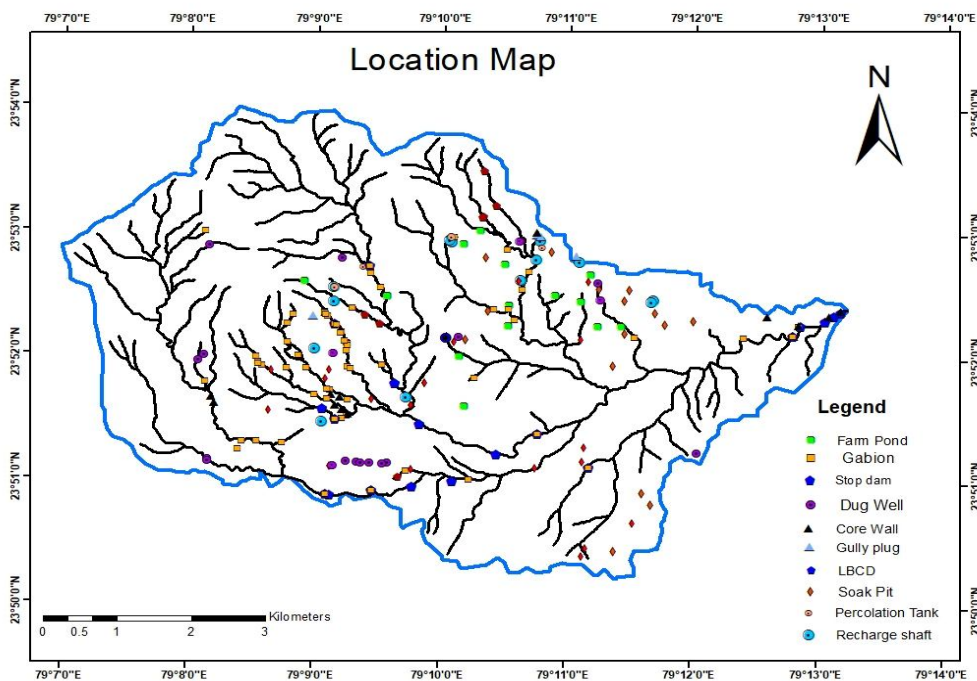 79°7'0"E 79°8'0"E 79°9'0"E 79°10'0"E 79°11'0"E 79°12'0"E 79°13'0"E 79°14'0"E
Location Map
N
23°54'0"N
23°53'0"N
23°52'0"N
23°51'0"N
23°50'0"N
Legend
Farm Pond
Gabion
Stop dam
Dug Well
Core Wall
Gully plug
LBCD
Soak Pit
Percolation Tank
Recharge shaft
Kilometers
0 0.5 1 2 3
79°7'0"E 79°8'0"E 79°9'0"E 79°10'0"E 79°11'0"E 79°12'0"E 79°13'0"E 79°14'0"E